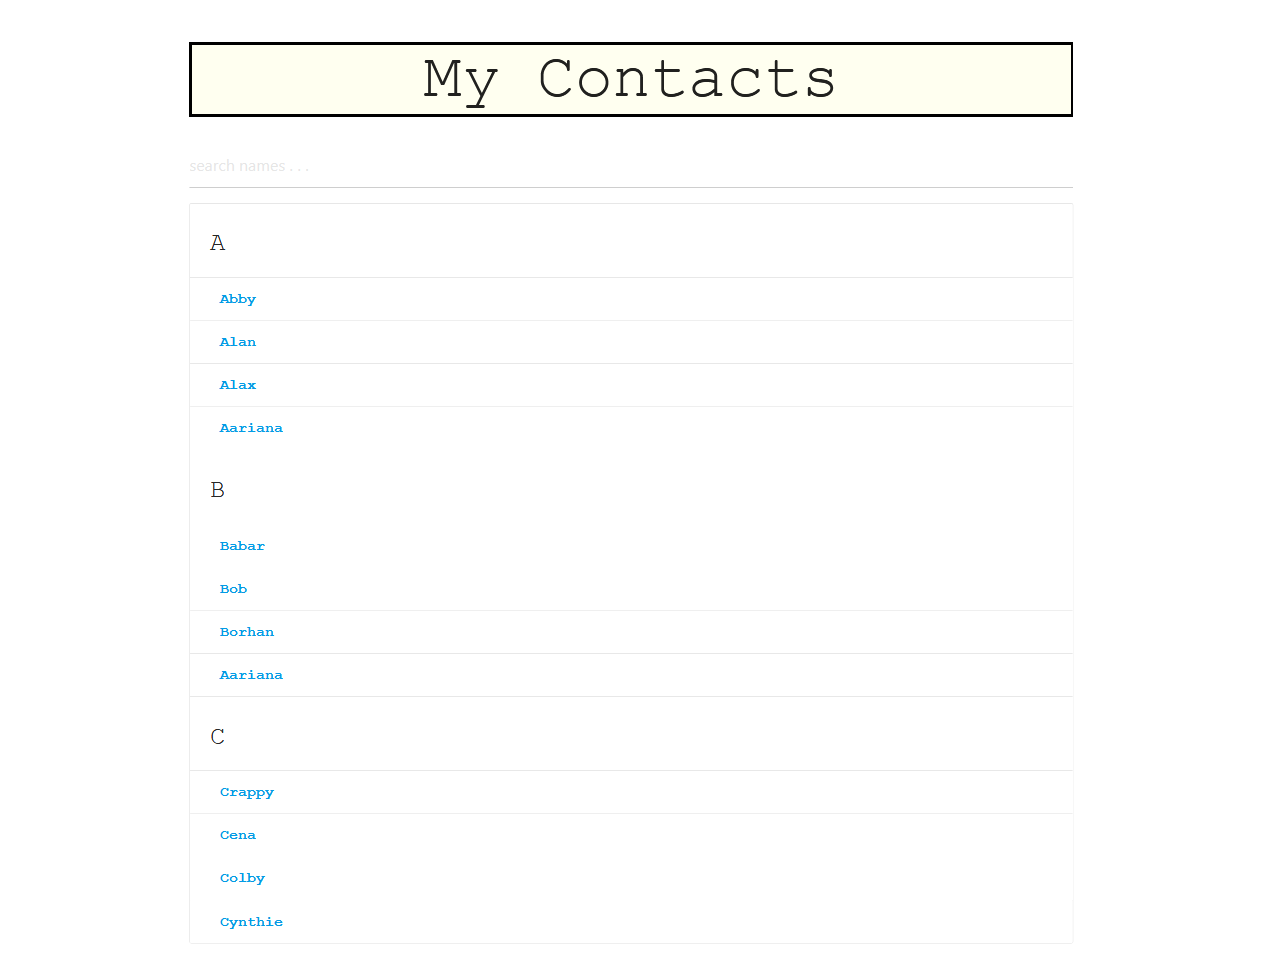 My Contacts
search names . . .
A
Abby
Alan
Alax
Aariana
B
Babar
Bob
Borhan
Aariana
C
Crappy
Cena
Colby
Cynthie